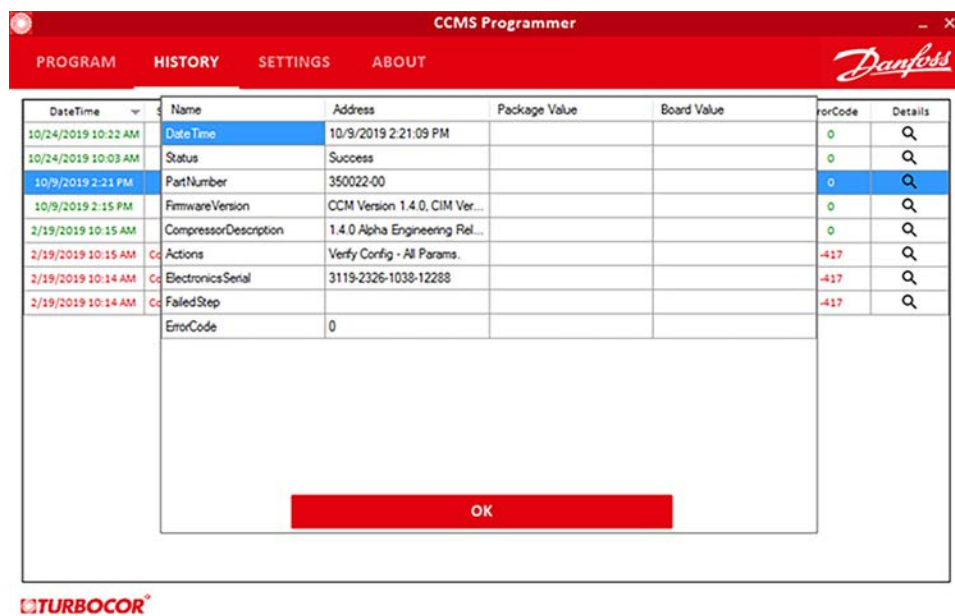 CCMS Programmer
PROGRAM HISTORY SETTINGS ABOUT Danfoss
DateTime Name Address Package Value Board Value Details
10/24/2019 10:22 AM DateTime 10/9/2019 2:21:09 PM 0
10/24/2019 10:03 AM Status Success 0
10/9/2019 2:21 PM PartNumber 350022-00 0
10/9/2019 2:15 PM FirmwareVersion CCM Version 1.4.0, CIM Ver... 0
2/19/2019 10:15 AM CompressorDescription 1.4.0 Alpha Engineering Rel... 0
2/19/2019 10:15 AM Actions Verify Config - All Params. -417
2/19/2019 10:14 AM ElectronicsSerial 3119-2326-1038-12288 -417
2/19/2019 10:14 AM FailedStep -417
ErrorCode 0
OK
TURBOCOR®